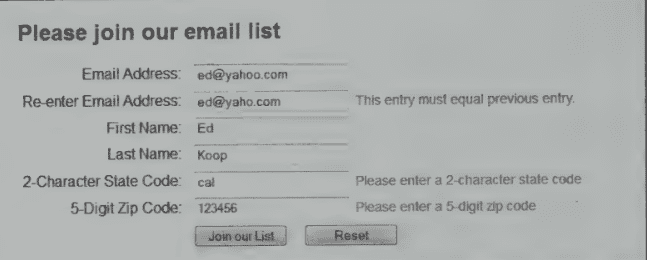 Please join our email list
Email Address: ed@yahoo.com
Re-enter Email Address: ed@yaho.com This entry must equal previous entry.
First Name: Ed
Last Name: Koop
2-Character State Code: cal Please enter a 2-character state code
5-Digit Zip Code: 123456 Please enter a 5-digit zip code
Join our List Reset